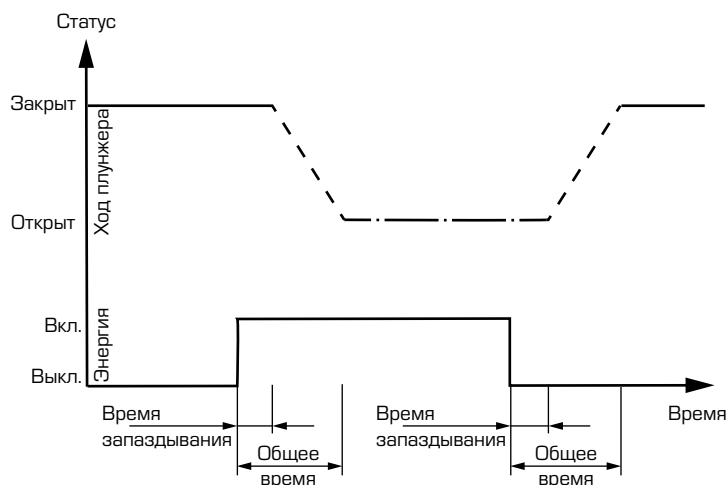 Статус
Закрыт
Ход плунжера
Открыт
Вкл.
Энергия
Выкл.
Время
запаздывания
Время
запаздывания
Время
Общее
время
Общее
время